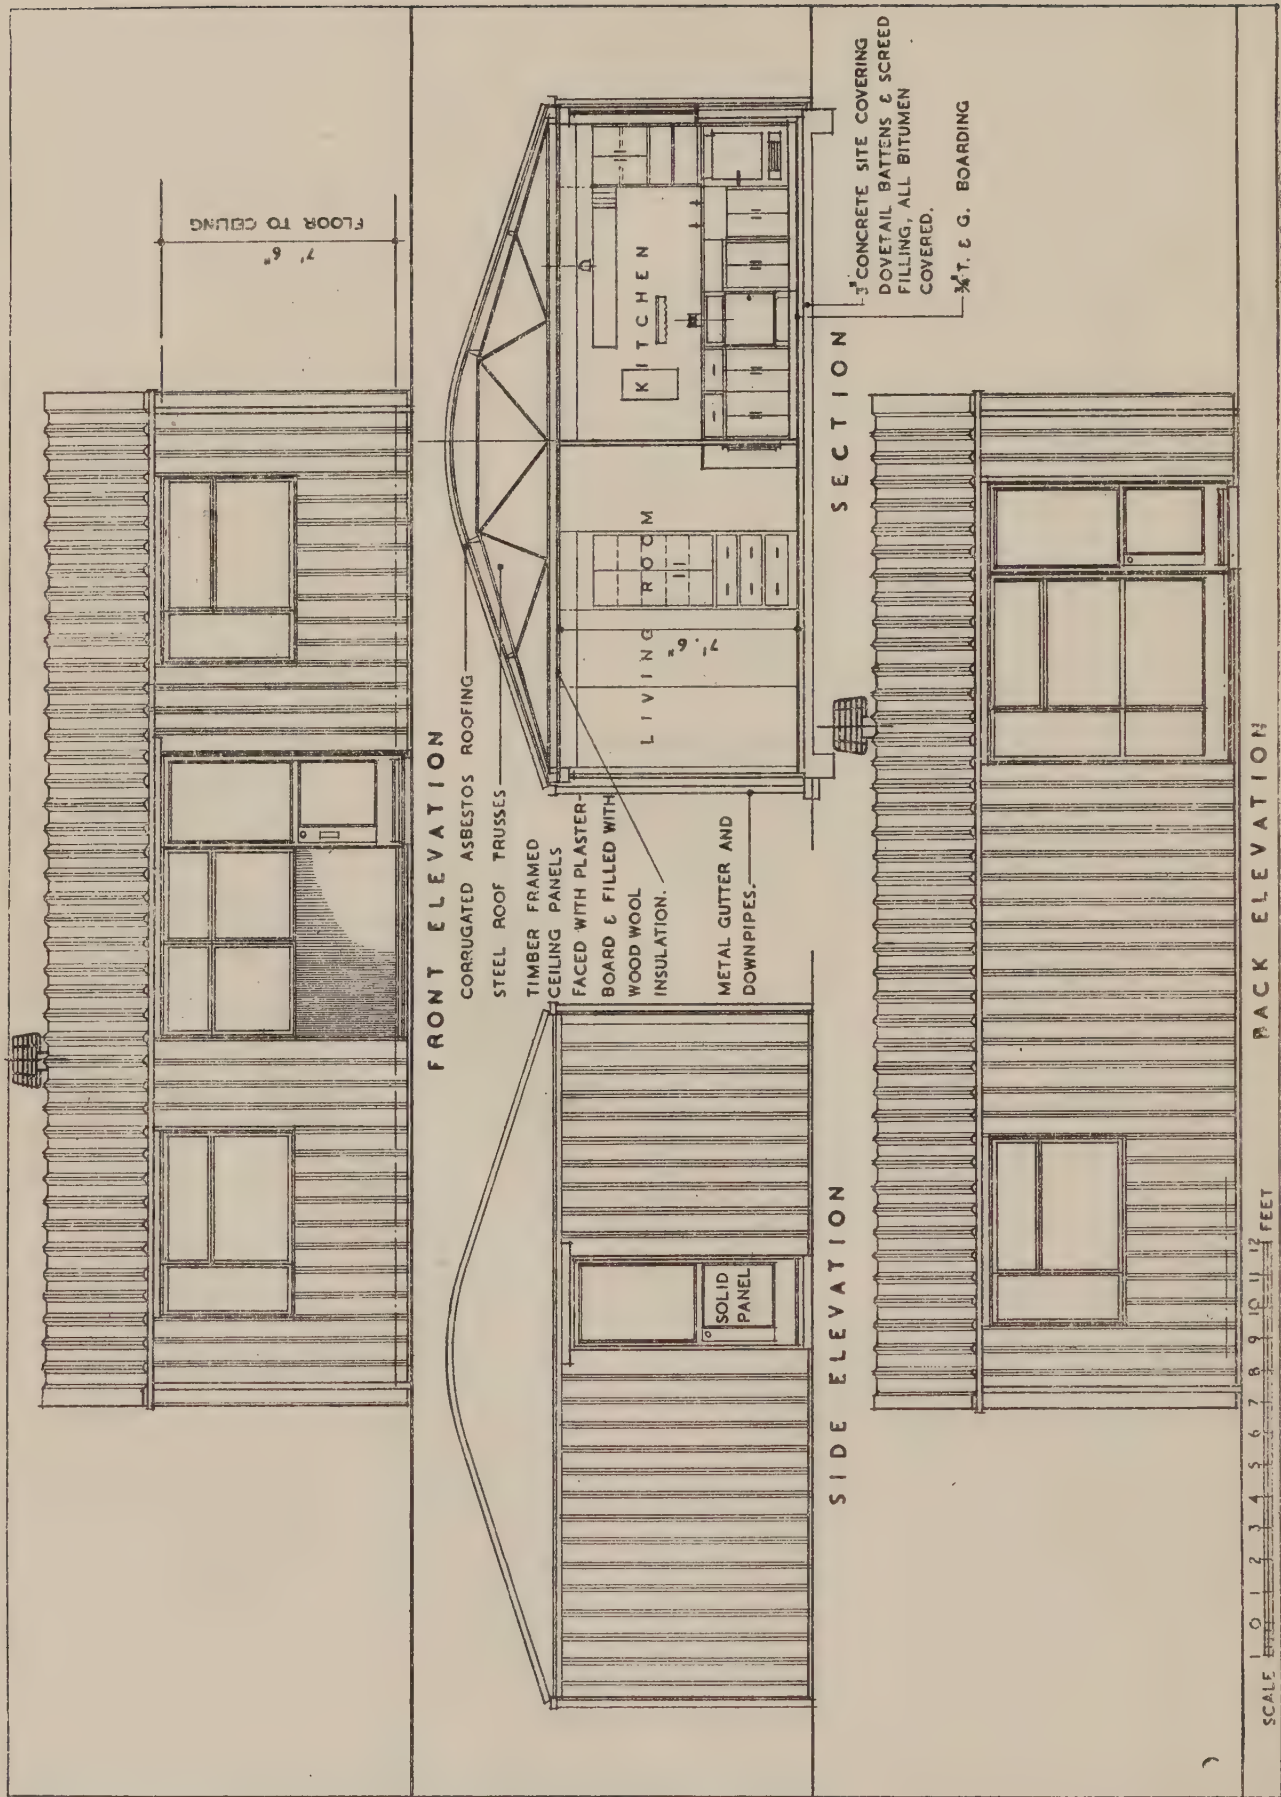 7' 6"
FLOOR TO CEILING
FRONT ELEVATION
CORRUGATED ASBESTOS ROOFING
STEEL ROOF TRUSSES
TIMBER FRAMED
CEILING PANELS
FACED WITH PLASTER-
BOARD & FILLED WITH
WOOD WOOL
INSULATION.
METAL GUTTER AND
DOWNPIPES.
LIVING ROOM
7'. 6"
KITCHEN
3" CONCRETE SITE COVERING
DOVETAIL BATTENS & SCREED
FILLING, ALL BITUMEN
COVERED.
¾" T. & G. BOARDING
SECTION
SOLID
PANEL
SIDE ELEVATION
BACK ELEVATION
SCALE 1 0 1 2 3 4 5 6 7 8 9 10 11 12 FEET